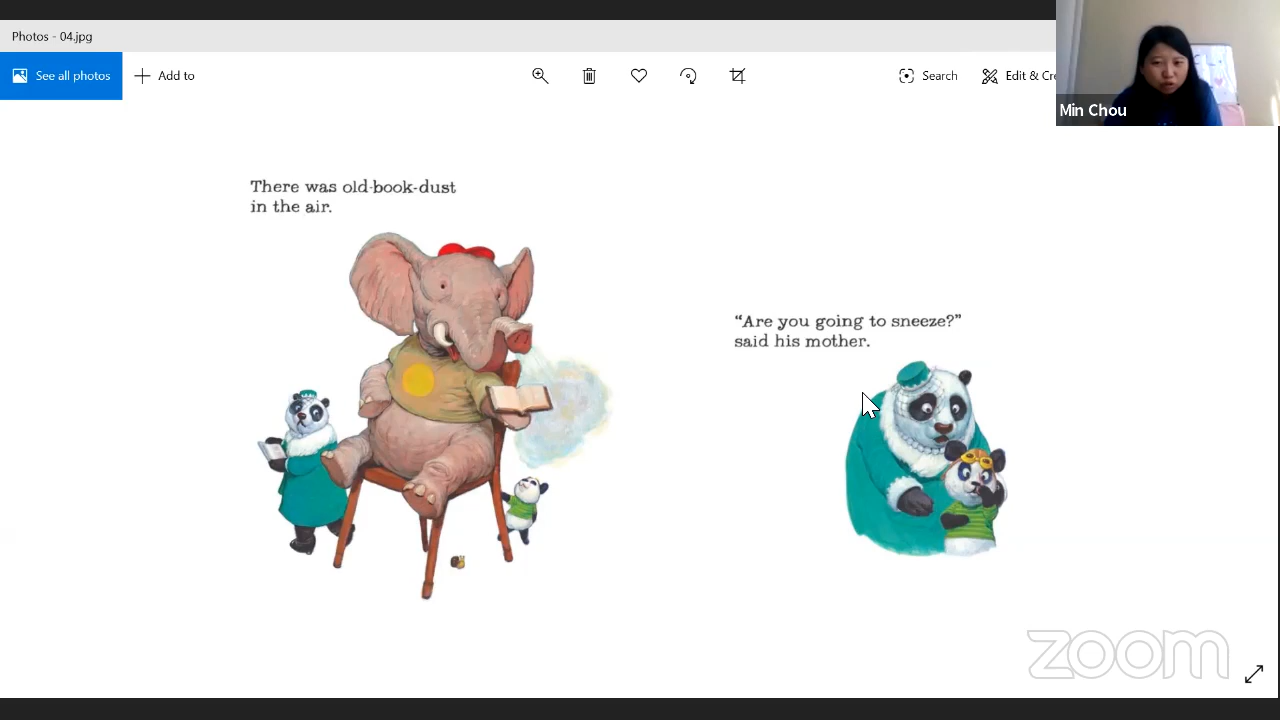 Photos - 04.jpg
See all photos
Add to
Search
Edit & Cre
Min Chou
There was old-book-dust
in the air.
"Are you going to sneeze?"
said his mother.
zoom